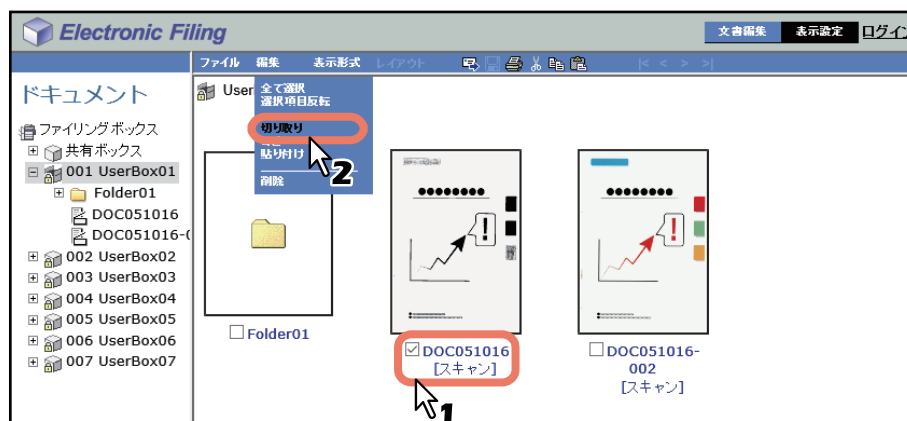 Electronic Filing
文書編集 表示設定 ログイン
ファイル 編集 表示形式 レイアウト |< < > >|
ドキュメント
ファイリングボックス
共有ボックス
001 UserBox01
Folder01
DOC051016
DOC051016-(
002 UserBox02
003 UserBox03
004 UserBox04
005 UserBox05
006 UserBox06
007 UserBox07
User
全て選択
選択項目反転
切り取り
貼り付け
削除
2
!
!
Folder01
DOC051016
[スキャン]
DOC051016-
002
[スキャン]
1